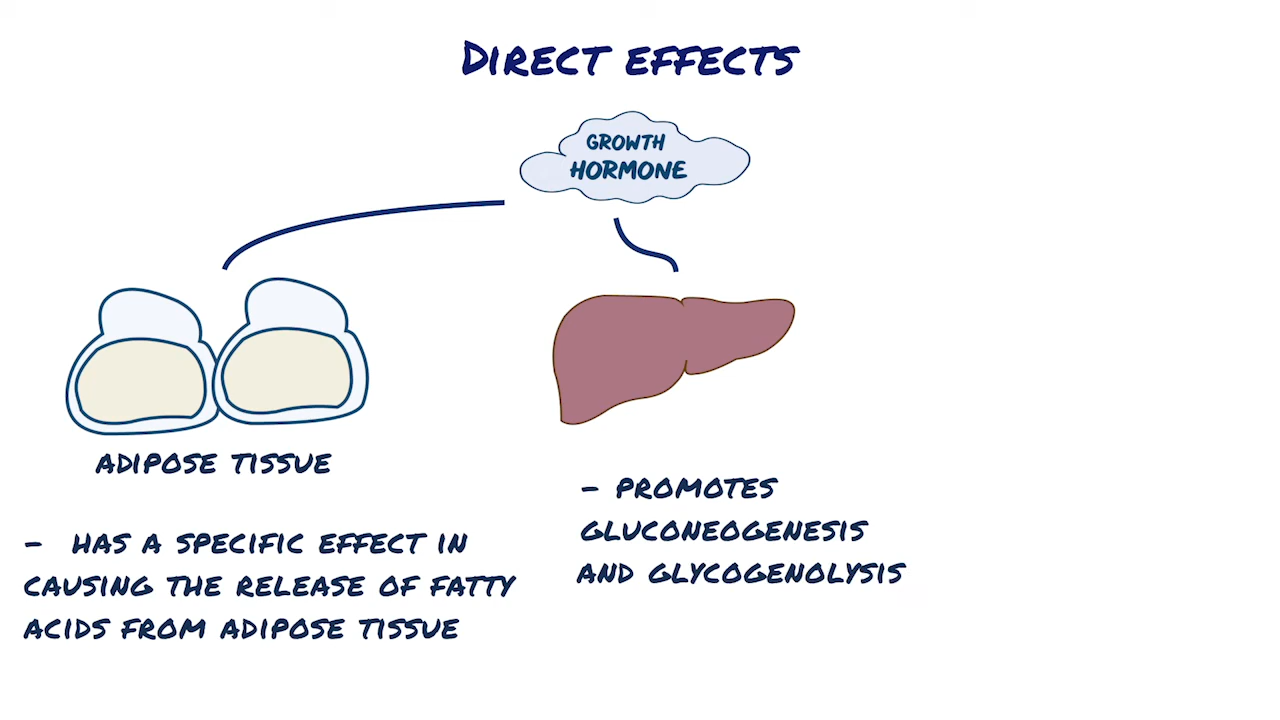 DIRECT EFFECTS
GROWTH
HORMONE
ADIPOSE TISSUE
- HAS A SPECIFIC EFFECT IN
CAUSING THE RELEASE OF FATTY
ACIDS FROM ADIPOSE TISSUE
- PROMOTES
GLUCONEOGENESIS
AND GLYCOGENOLYSIS